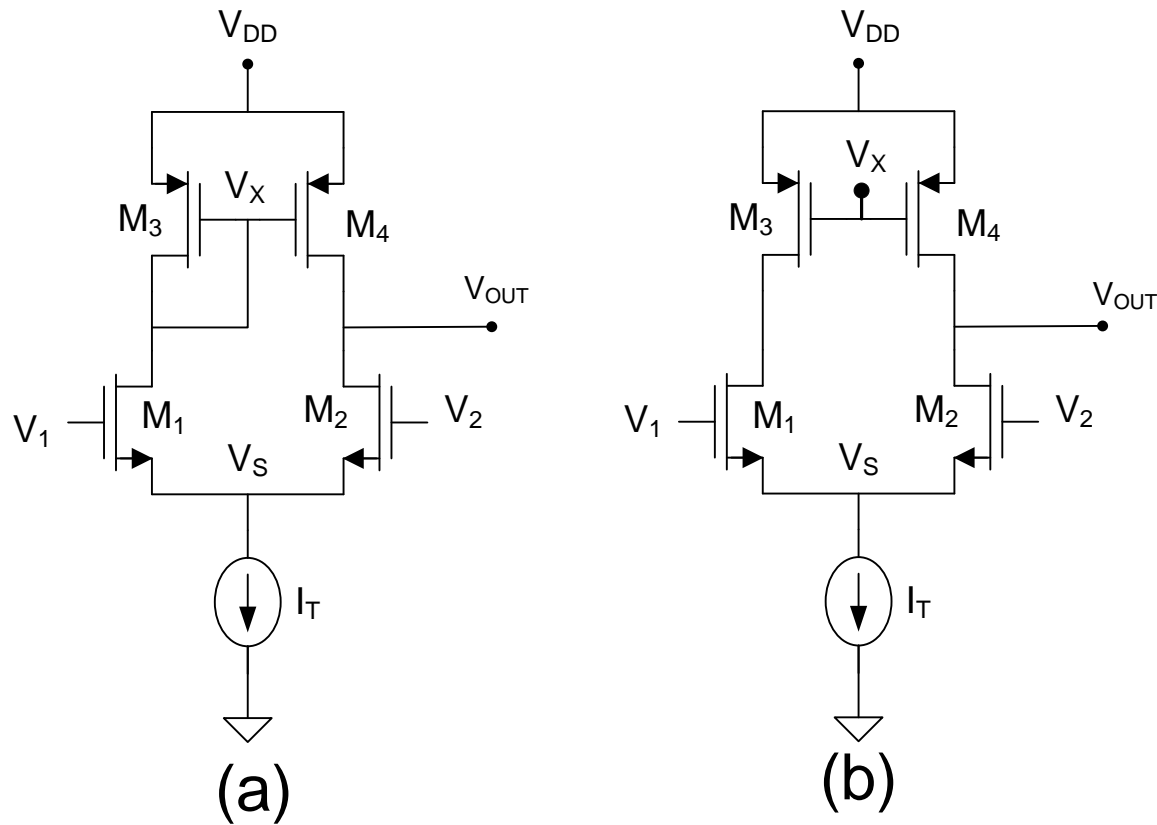 V_DD V_DD
V_X V_X
M_3 M_4 M_3 M_4
V_OUT V_OUT
V_1 M_1 M_2 V_2 V_1 M_1 M_2 V_2
V_S V_S
I_T I_T
(a) (b)